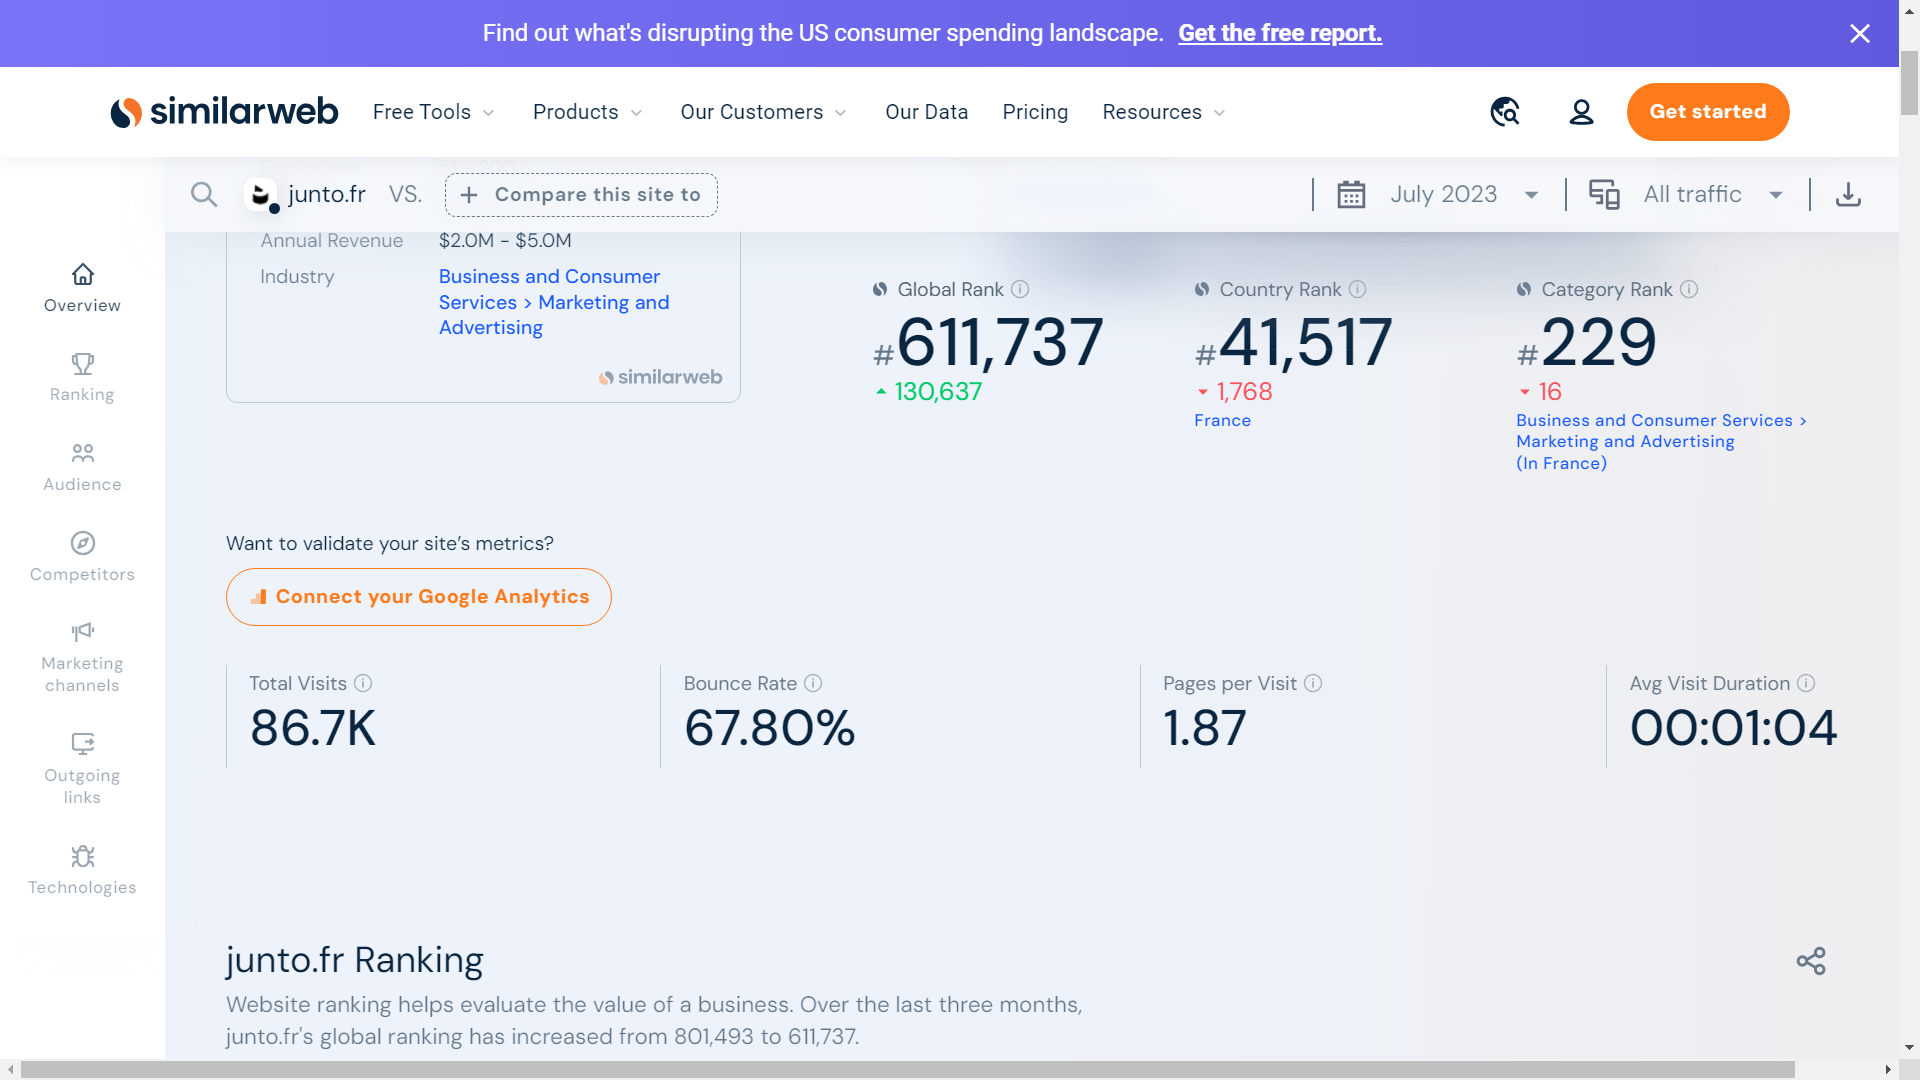 Find out what's disrupting the US consumer spending landscape. Get the free report.
similarweb Free Tools Products Our Customers Our Data Pricing Resources Get started
junto.fr VS. + Compare this site to July 2023 All traffic
Annual Revenue $2.0M - $5.0M
Industry Business and Consumer
Services > Marketing and
Advertising
similarweb
Global Rank
#611,737
130,637
Country Rank
#41,517
1,768
France
Category Rank
#229
16
Business and Consumer Services >
Marketing and Advertising
(In France)
Overview
Ranking
Audience
Competitors
Marketing
channels
Outgoing
links
Technologies
Want to validate your site’s metrics?
Connect your Google Analytics
Total Visits
86.7K
Bounce Rate
67.80%
Pages per Visit
1.87
Avg Visit Duration
00:01:04
junto.fr Ranking
Website ranking helps evaluate the value of a business. Over the last three months,
junto.fr's global ranking has increased from 801,493 to 611,737.